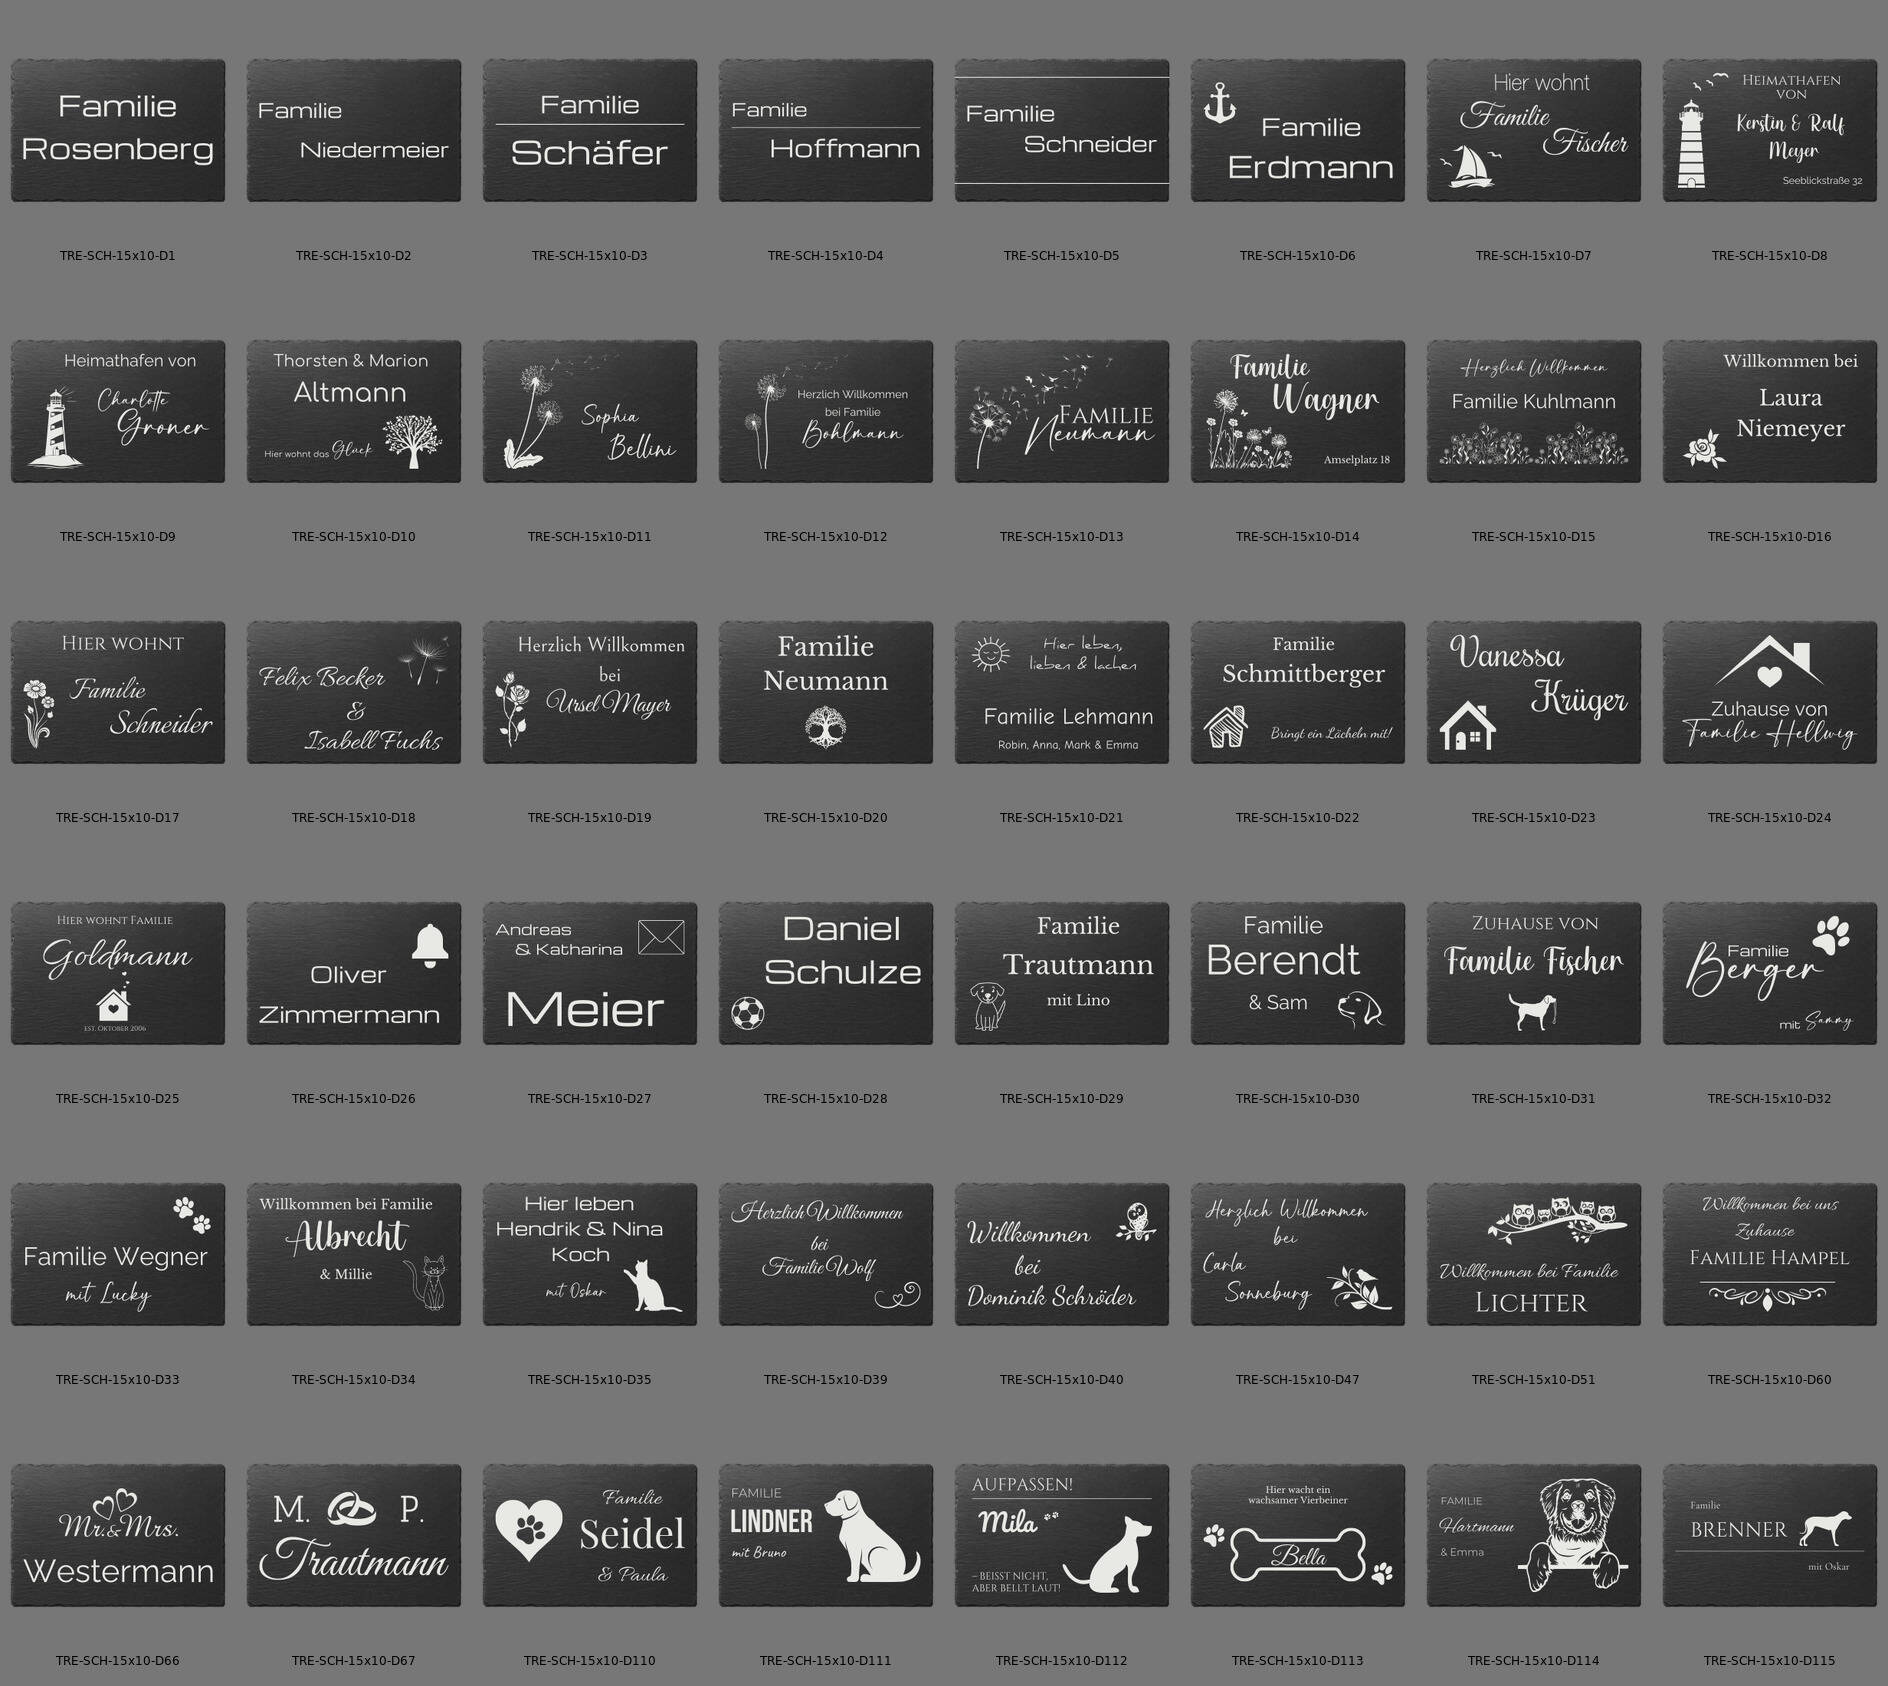 Familie
Rosenberg
TRE-SCH-15x10-D1
Familie
Niedermeier
TRE-SCH-15x10-D2
Familie
Schäfer
TRE-SCH-15x10-D3
Familie
Hoffmann
TRE-SCH-15x10-D4
Familie
Schneider
TRE-SCH-15x10-D5
Familie
Erdmann
TRE-SCH-15x10-D6
Hier wohnt
Familie
Fischer
TRE-SCH-15x10-D7
HEIMATHAFEN
VON
Kerstin & Ralf
Meyer
Seeblickstraße 32
TRE-SCH-15x10-D8
Heimathafen von
Charlotte
Groner
TRE-SCH-15x10-D9
Thorsten & Marion
Altmann
Hier wohnt das Glück
TRE-SCH-15x10-D10
Sophia
Bellini
TRE-SCH-15x10-D11
Herzlich Willkommen
bei Familie
Bohlmann
TRE-SCH-15x10-D12
FAMILIE
Neumann
TRE-SCH-15x10-D13
Familie
Wagner
Amselplatz 18
TRE-SCH-15x10-D14
Herzlich Willkommen
Familie Kuhlmann
TRE-SCH-15x10-D15
Willkommen bei
Laura
Niemeyer
TRE-SCH-15x10-D16
HIER WOHNT
Familie
Schneider
TRE-SCH-15x10-D17
Felix Becker
&
Isabell Fuchs
TRE-SCH-15x10-D18
Herzlich Willkommen
bei
Ursel Mayer
TRE-SCH-15x10-D19
Familie
Neumann
TRE-SCH-15x10-D20
Hier leben,
lieben & lachen
Familie Lehmann
Robin, Anna, Mark & Emma
TRE-SCH-15x10-D21
Familie
Schmittberger
Bringt ein Lächeln mit!
TRE-SCH-15x10-D22
Vanessa
Krüger
TRE-SCH-15x10-D23
Zuhause von
Familie Hellwig
TRE-SCH-15x10-D24
HIER WOHNT FAMILIE
Goldmann
EST. OKTOBER 2006
TRE-SCH-15x10-D25
Oliver
Zimmermann
TRE-SCH-15x10-D26
Andreas
& Katharina
Meier
TRE-SCH-15x10-D27
Daniel
Schulze
TRE-SCH-15x10-D28
Familie
Trautmann
mit Lino
TRE-SCH-15x10-D29
Familie
Berendt
& Sam
TRE-SCH-15x10-D30
ZUHAUSE VON
Familie Fischer
TRE-SCH-15x10-D31
Familie
Berger
mit Sammy
TRE-SCH-15x10-D32
Familie Wegner
mit Lucky
TRE-SCH-15x10-D33
Willkommen bei Familie
Albrecht
& Millie
TRE-SCH-15x10-D34
Hier leben
Hendrik & Nina
Koch
mit Oskar
TRE-SCH-15x10-D35
Herzlich Willkommen
bei
Familie Wolf
TRE-SCH-15x10-D39
Willkommen
bei
Dominik Schröder
TRE-SCH-15x10-D40
Herzlich Willkommen
bei
Carla
Sonneburg
TRE-SCH-15x10-D47
Willkommen bei Familie
LICHTER
TRE-SCH-15x10-D51
Willkommen bei uns
Zuhause
FAMILIE HAMPEL
TRE-SCH-15x10-D60
Mr. & Mrs.
Westermann
TRE-SCH-15x10-D66
M. P.
Trautmann
TRE-SCH-15x10-D67
Familie
Seidel
& Paula
TRE-SCH-15x10-D110
FAMILIE
LINDNER
mit Bruno
TRE-SCH-15x10-D111
AUFPASSEN!
Mila
– BEISST NICHT,
ABER BELLT LAUT!
TRE-SCH-15x10-D112
Hier wacht ein
wachsamer Vierbeiner
Bella
TRE-SCH-15x10-D113
FAMILIE
Hartmann
& Emma
TRE-SCH-15x10-D114
Familie
BRENNER
mit Oskar
TRE-SCH-15x10-D115